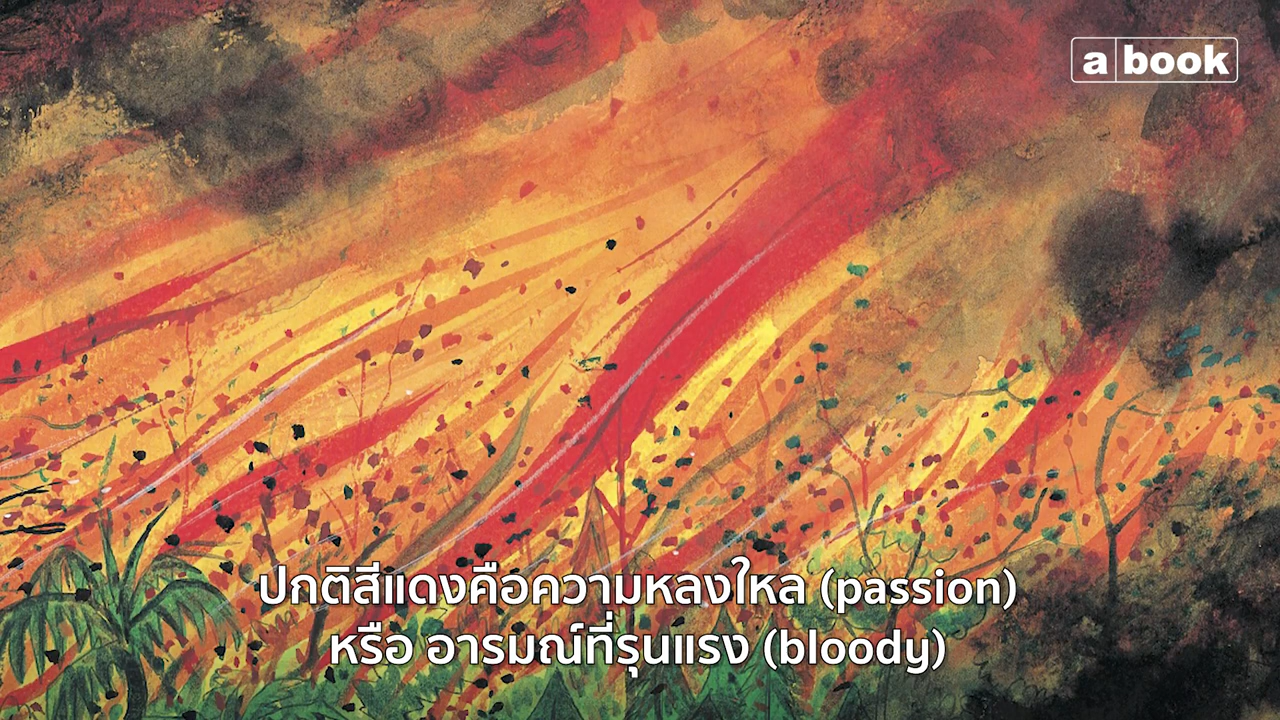 a book
ปกติสีแดงคือความหลงใหล (passion)
หรือ อารมณ์ที่รุนแรง (bloody)